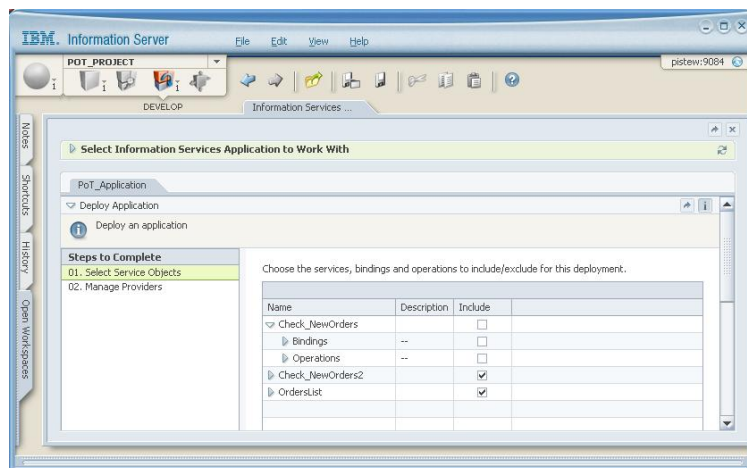 IBM. Information Server
File Edit View Help
POT_PROJECT
pistew:9084
DEVELOP
Information Services ...
Notes
Shortcuts
History
Open Workspaces
Select Information Services Application to Work With
PoT_Application
Deploy Application
Deploy an application
Steps to Complete
01. Select Service Objects
02. Manage Providers
Choose the services, bindings and operations to include/exclude for this deployment.
Name Description Include
Check_NewOrders
Bindings --
Operations --
Check_NewOrders2
OrdersList